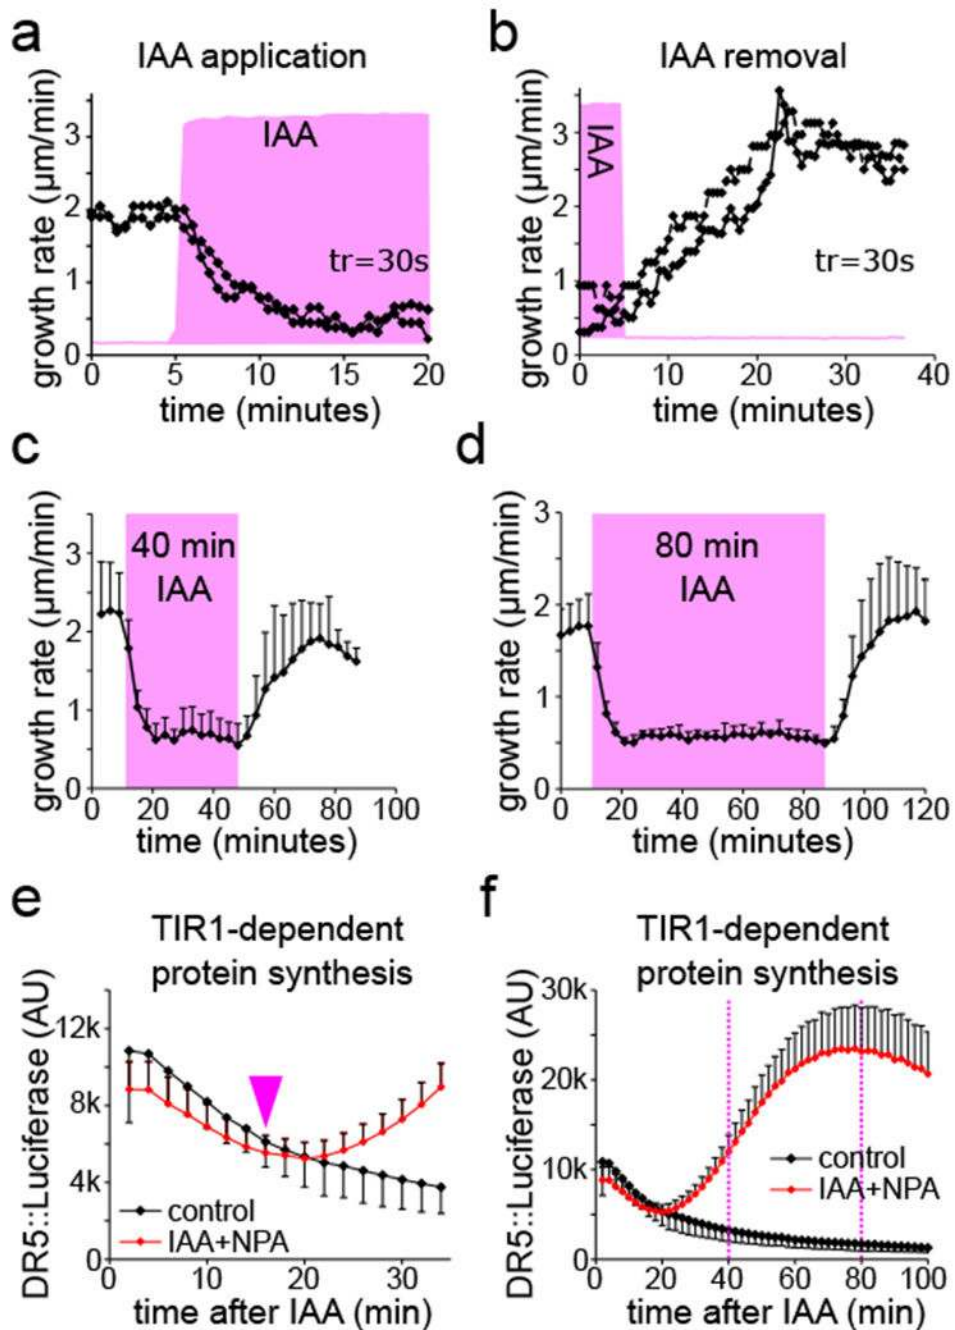 a
IAA application
growth rate (µm/min)
3
2
1
0
IAA
tr=30s
0 5 10 15 20
time (minutes)
b
IAA removal
growth rate (µm/min)
3
2
1
0
IAA
tr=30s
0 10 20 30 40
time (minutes)
c
growth rate (µm/min)
3
2
1
0
40 min
IAA
0 20 40 60 80 100
time (minutes)
d
growth rate (µm/min)
3
2
1
0
80 min
IAA
0 20 40 60 80 100 120
time (minutes)
e
TIR1-dependent
protein synthesis
DR5::Luciferase (AU)
12k
8k
4k
0
control
IAA+NPA
0 10 20 30
time after IAA (min)
f
TIR1-dependent
protein synthesis
DR5::Luciferase (AU)
30k
20k
10k
0
control
IAA+NPA
0 20 40 60 80 100
time after IAA (min)